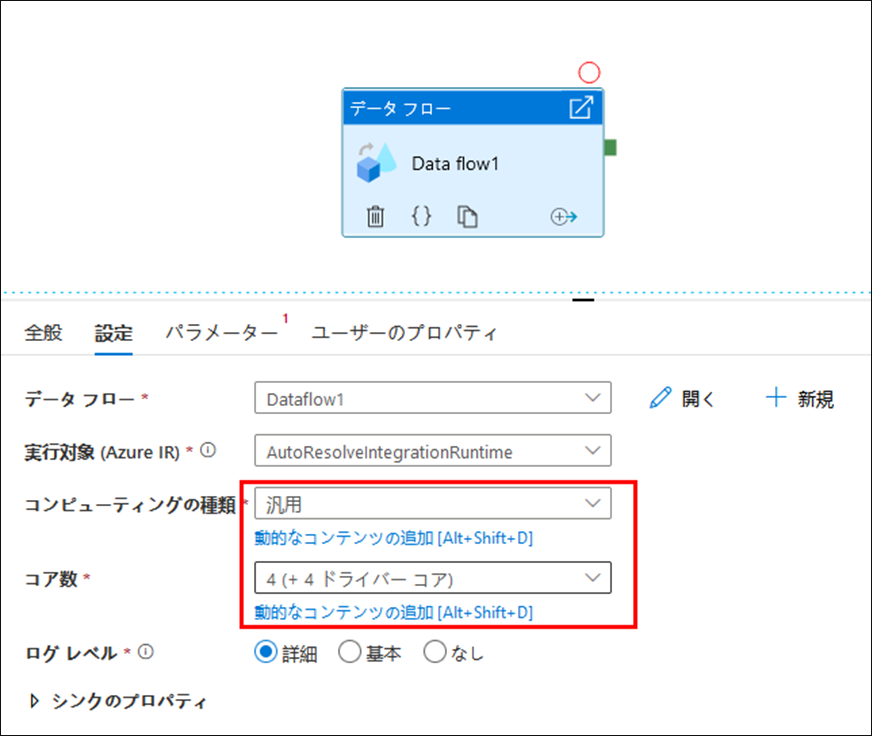 データ フロー
Data flow1
{}
全般 設定 パラメーター 1 ユーザーのプロパティ
データ フロー * Dataflow1 開く 新規
実行対象 (Azure IR) * AutoResolveIntegrationRuntime
コンピューティングの種類 * 汎用
動的なコンテンツの追加 [Alt+Shift+D]
コア数 * 4 (+ 4 ドライバー コア)
動的なコンテンツの追加 [Alt+Shift+D]
ログ レベル * 詳細 基本 なし
シンクのプロパティ